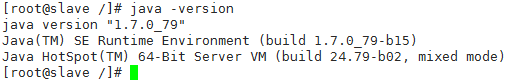 [root@slave /]# java -version
java version "1.7.0_79"
Java(TM) SE Runtime Environment (build 1.7.0_79-b15)
Java HotSpot(TM) 64-Bit Server VM (build 24.79-b02, mixed mode)
[root@slave /]#